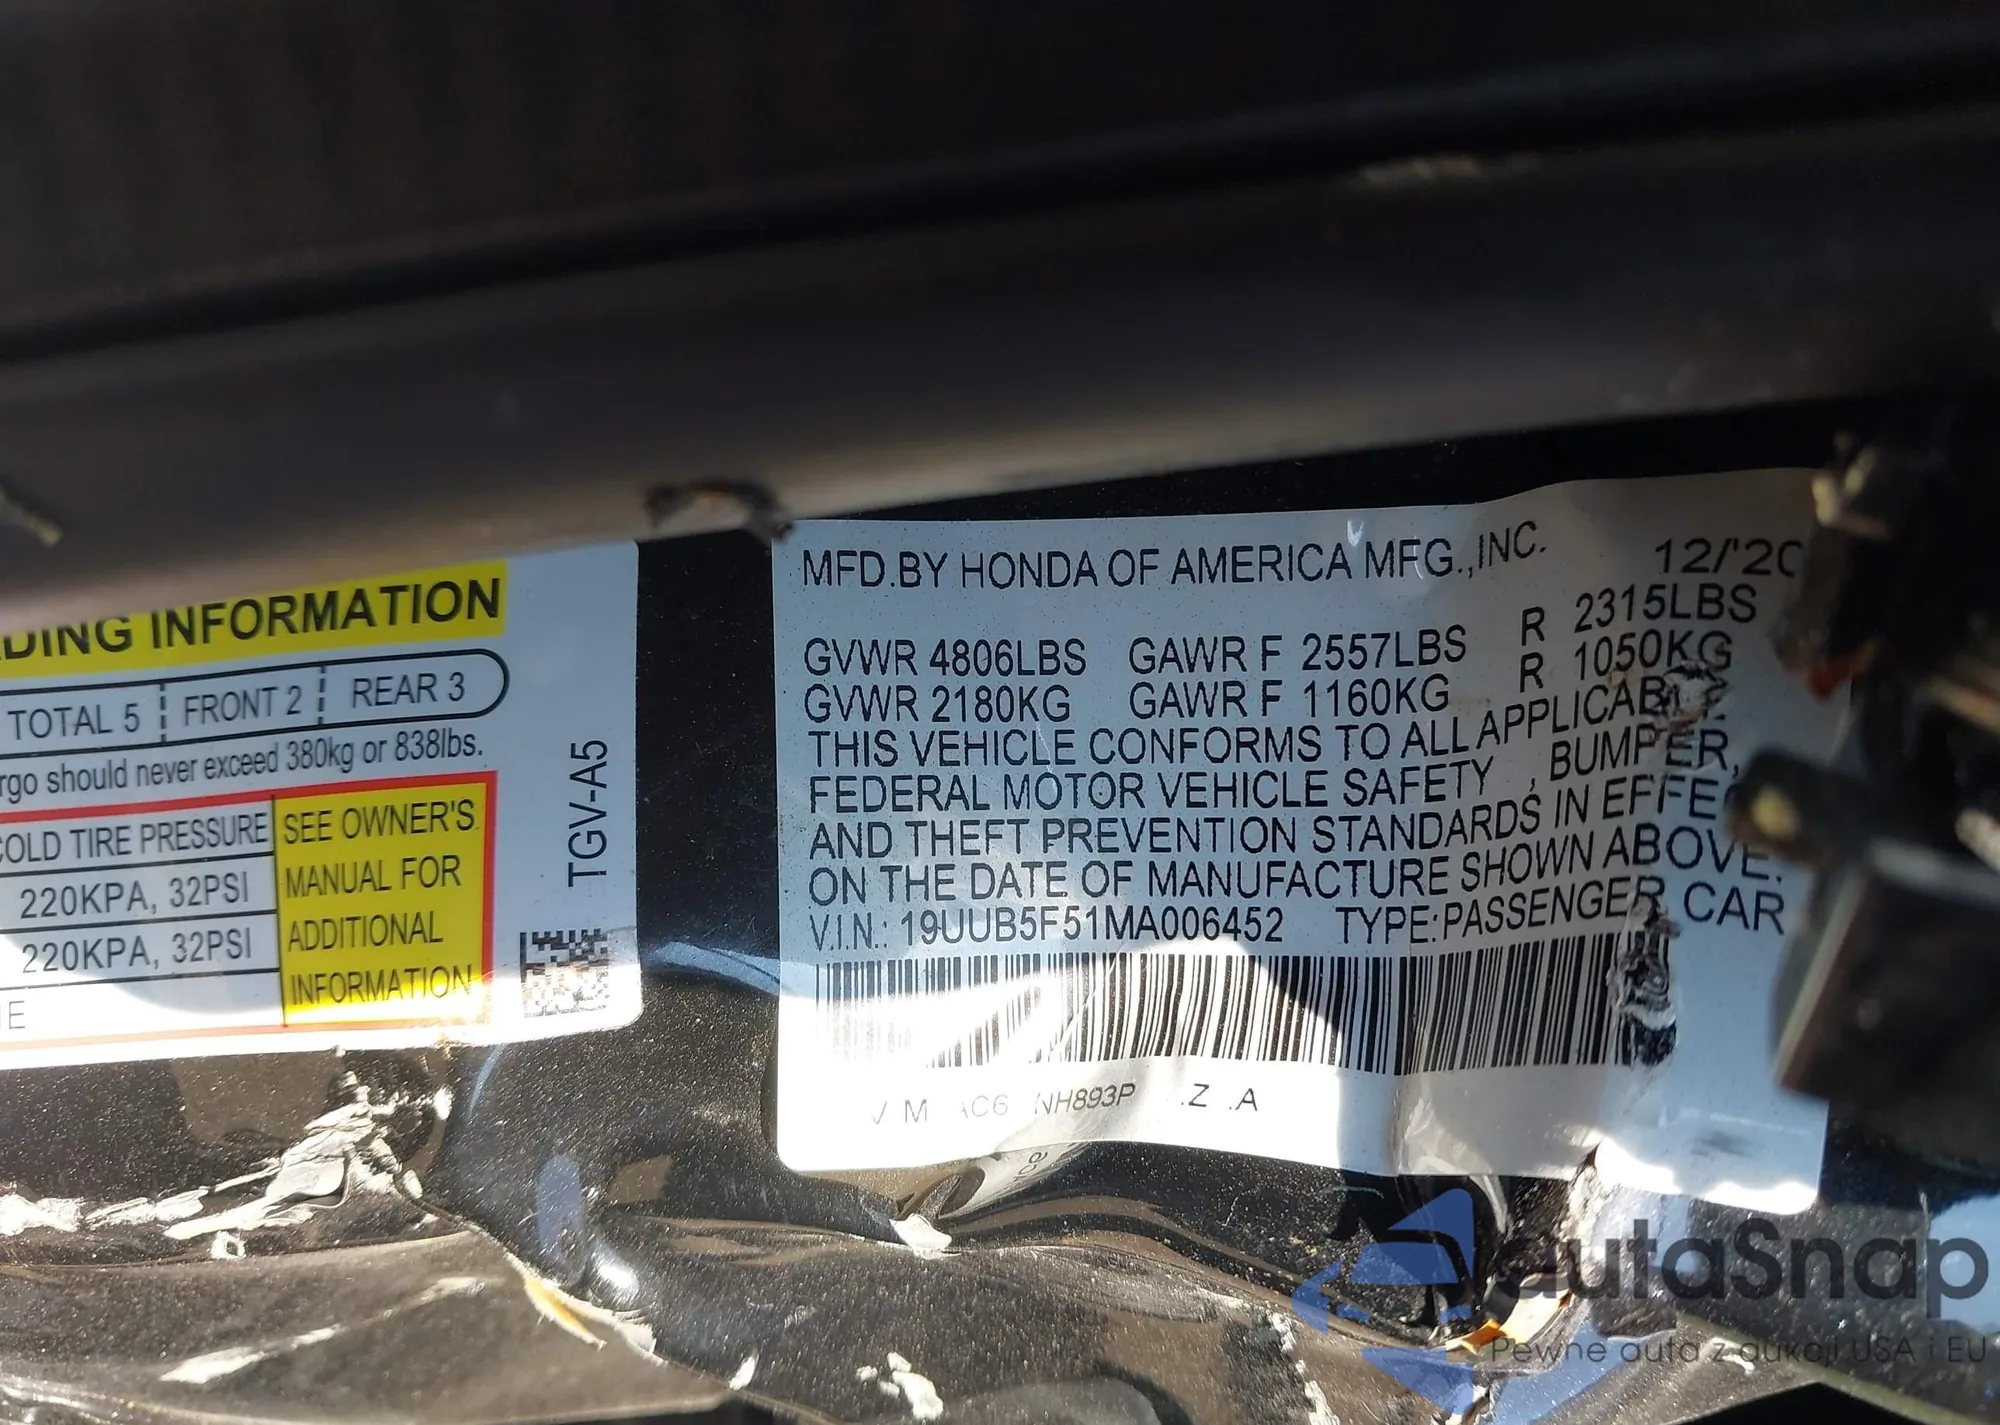 DING INFORMATION
TOTAL 5 FRONT 2 REAR 3
rgo should never exceed 380kg or 838lbs.
COLD TIRE PRESSURE
220KPA, 32PSI
220KPA, 32PSI
SEE OWNER'S
MANUAL FOR
ADDITIONAL
INFORMATION
TGV-A5
MFD.BY HONDA OF AMERICA MFG.,INC. 12/'20
GVWR 4806LBS GAWR F 2557LBS R 2315LBS
GVWR 2180KG GAWR F 1160KG R 1050KG
THIS VEHICLE CONFORMS TO ALL APPLICAB
FEDERAL MOTOR VEHICLE SAFETY , BUMPER,
AND THEFT PREVENTION STANDARDS IN EFFE
ON THE DATE OF MANUFACTURE SHOWN ABOVE.
V.I.N.: 19UUB5F51MA006452 TYPE:PASSENGER CAR
V M AC6 NH893P .Z .A
autaSnap
Pewne auta z aukcji USA i EU